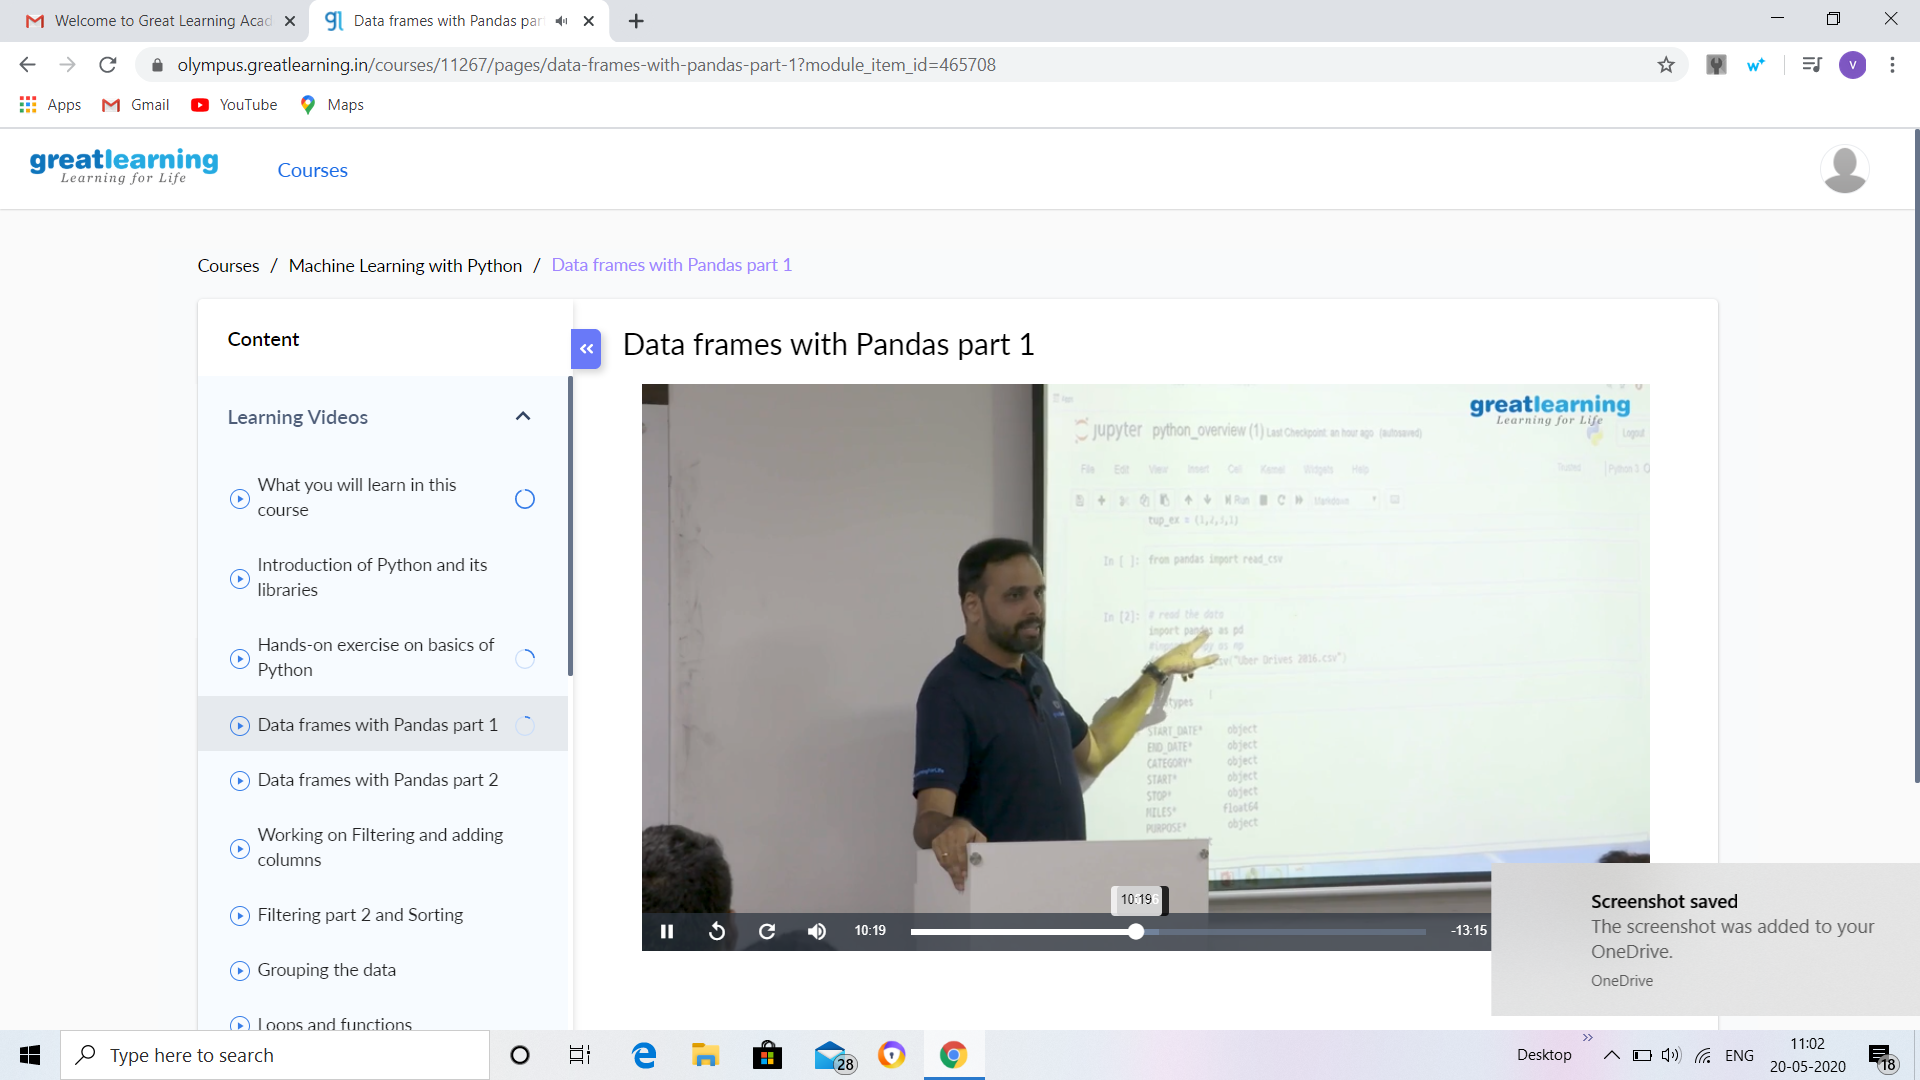 Welcome to Great Learning Acad
Data frames with Pandas par
olympus.greatlearning.in/courses/11267/pages/data-frames-with-pandas-part-1?module_item_id=465708
w+
V
Apps
Gmail
YouTube
Maps
greatlearning
Learning for Life
Courses
Courses / Machine Learning with Python / Data frames with Pandas part 1
Content
Learning Videos
What you will learn in this
course
Introduction of Python and its
libraries
Hands-on exercise on basics of
Python
Data frames with Pandas part 1
Data frames with Pandas part 2
Working on Filtering and adding
columns
Filtering part 2 and Sorting
Grouping the data
Loops and functions
Data frames with Pandas part 1
greatlearning
Learning for Life
jupyter python_overview (1) Last Checkpoint: an hour ago (autosaved)
Logout
File Edit View Insert Cell Kernel Widgets Help
Trusted Python 3
Run Markdown
tup_ex = (1,2,3,1)
In [ ]: from pandas import read_csv
In [2]: # read the data
import pandas as pd
as np
csv("Uber Drives 2016.csv")
types
START_DATE* object
END_DATE* object
CATEGORY* object
START* object
STOP* object
MILES* float64
PURPOSE* object
10:19
10:19
-13:15
Screenshot saved
The screenshot was added to your
OneDrive.
OneDrive
Type here to search
28
Desktop
ENG
11:02
20-05-2020
18